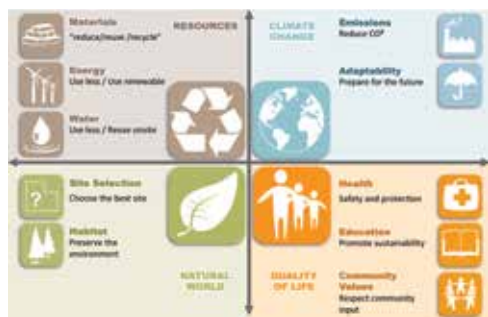 Materials
"reduce/reuse/recycle"
Energy
Use less / Use renewable
Water
Use less / Reuse smoke
RESOURCES
CLIMATE
CHANGE
Emissions
Reduce CO²
Adaptability
Prepare for the future
Site Selection
Choose the best site
Habitat
Preserve the
environment
NATURAL
WORLD
QUALITY
OF LIFE
Health
Safety and protection
Education
Promote sustainability
Community
Values
Respect community
input